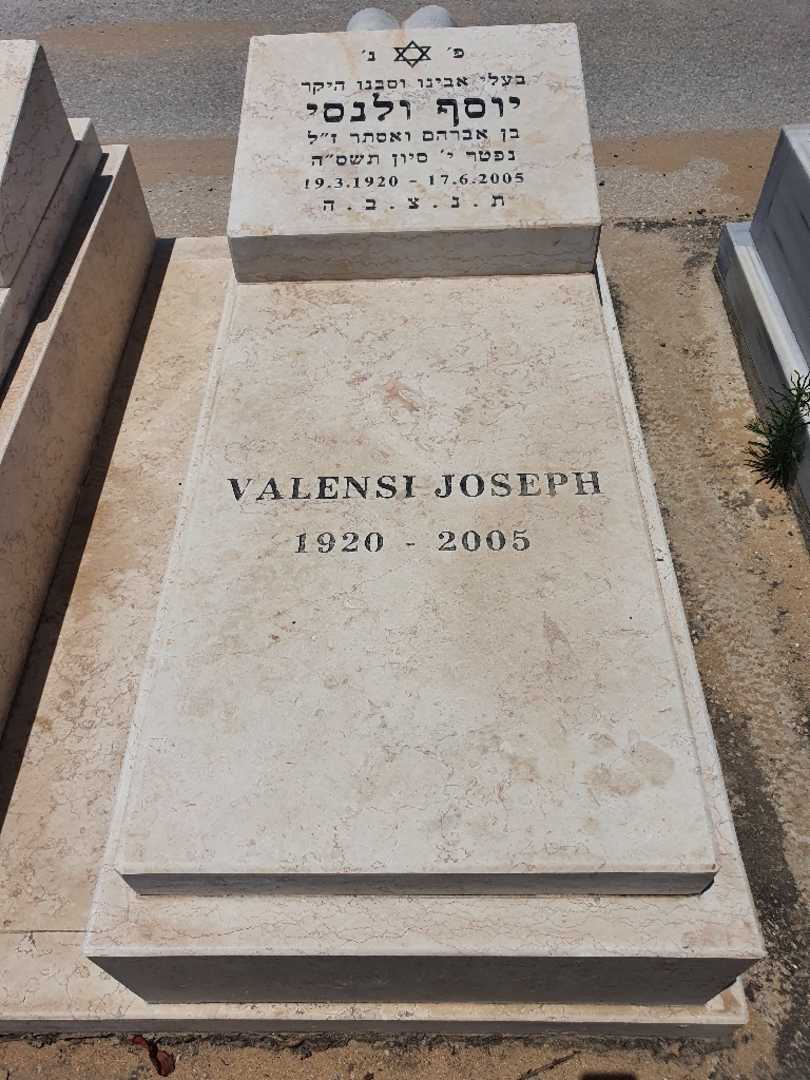 פ׳ נ׳
בעלי אבינו וסבנו היקר
יוסף ולנסי
בן אברהם ואסתר ז״ל
נפטר י׳ סיון תשס״ה
19.3.1920 - 17.6.2005
ת . נ . צ . ב . ה
VALENSI JOSEPH
1920 - 2005